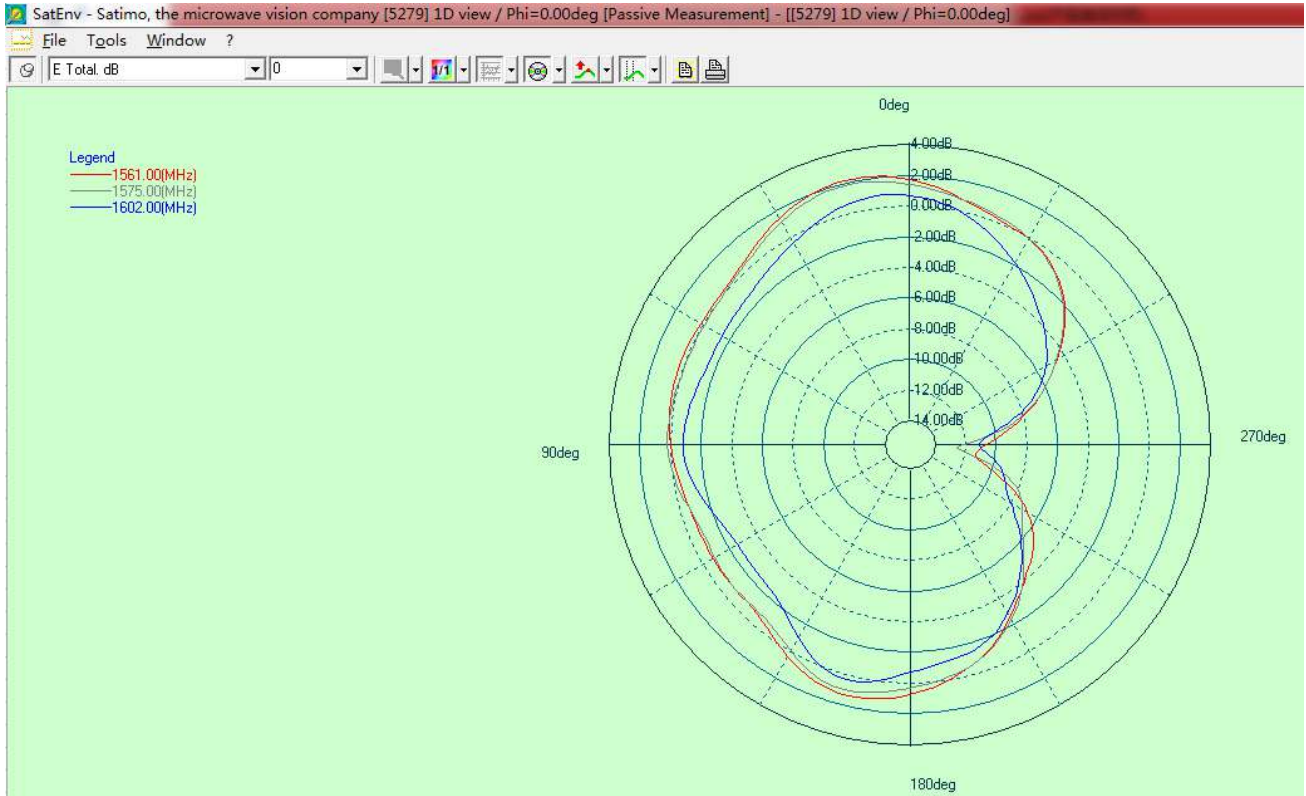 SatEnv - Satimo, the microwave vision company [5279] 1D view / Phi=0.00deg [Passive Measurement] - [[5279] 1D view / Phi=0.00deg]
File Tools Window ?
E Total. dB 0 1/1
0deg
Legend
1561.00(MHz)
1575.00(MHz)
1602.00(MHz)
4.00dB
2.00dB
0.00dB
2.00dB
-4.00dB
6.00dB
-8.00dB
10.00dB
-12.00dB
14.00dB
90deg
270deg
180deg